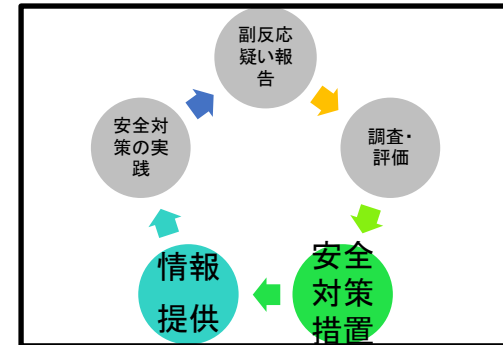 副反応
疑い報
告
調査・
評価
安全
対策
措置
情報
提供
安全対
策の実
践